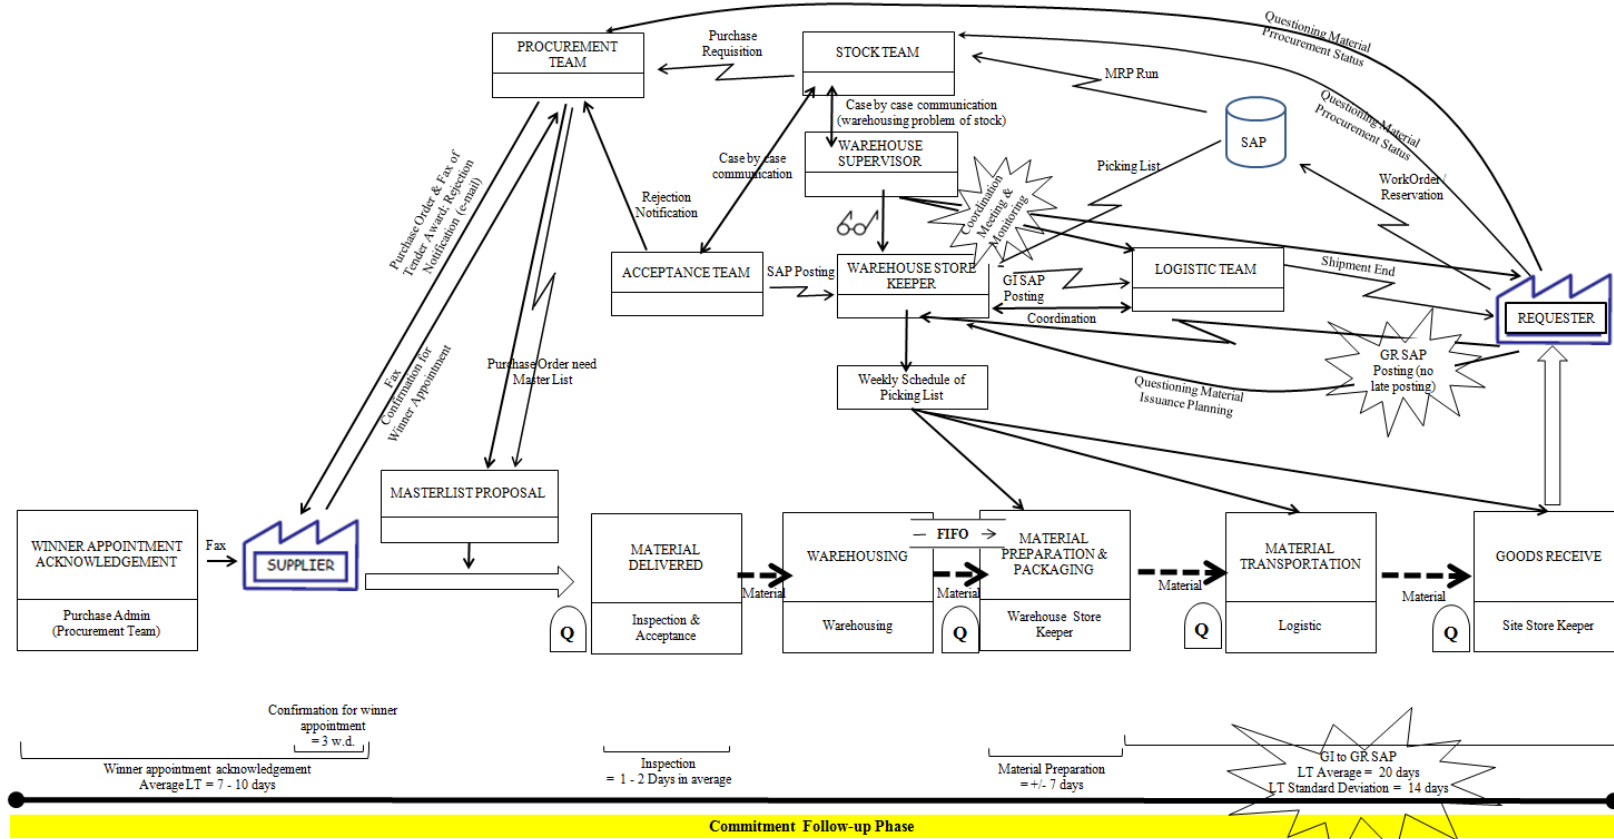 PROCUREMENT
TEAM
Purchase
Requisition
STOCK TEAM
Questioning Material
Prrocurement Status
MRP Run
Questioning Material
Prrocurement Status
SAP
Case by case communication
(warehousing problem of stock)
WAREHOUSE
SUPERVISOR
Case by case
communication
Picking List
WorkOrder /
Reservation
Coordination
Meeting &
Monitoring
Rejection
Notification
Purchase Order & Fax of
Tender Award; Rejection
Notification (e-mail)
ACCEPTANCE TEAM
SAP Posting
WAREHOUSE STORE
KEEPER
GI SAP
Posting
LOGISTIC TEAM
Shipment End
Coordination
REQUESTER
GR SAP
Posting (no
late posting)
Fax
Confirmation for
Winner Appointment
Purchase Order need
Master List
Weekly Schedule of
Picking List
Questioning Material
Issuance Planning
MASTERLIST PROPOSAL
WINNER APPOINTMENT
ACKNOWLEDGEMENT
Purchase Admin
(Procurement Team)
Fax
SUPPLIER
Q
MATERIAL
DELIVERED
Inspection &
Acceptance
Material
WAREHOUSING
Warehousing
FIFO
Material
Q
MATERIAL
PREPARATION &
PACKAGING
Warehouse Store
Keeper
Material
Q
MATERIAL
TRANSPORTATION
Logistic
Material
Q
GOODS RECEIVE
Site Store Keeper
Confirmation for winner
appointment
= 3 w.d.
Winner appointment acknowledgement
Average LT = 7 - 10 days
Inspection
= 1 - 2 Days in average
Material Preparation
= +/- 7 days
GI to GR SAP
LT Average = 20 days
LT Standard Deviation = 14 days
Commitment Follow-up Phase